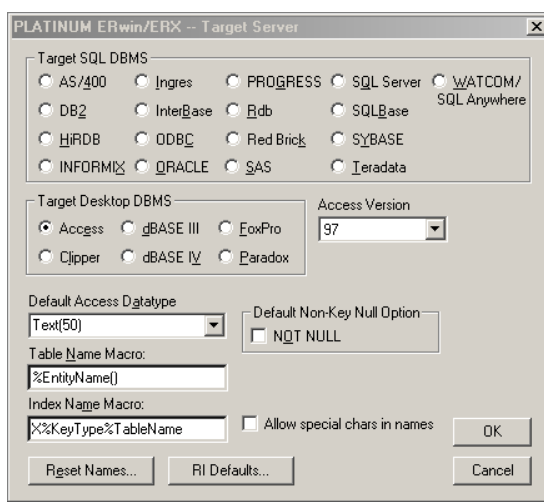 PLATINUM ERwin/ERX -- Target Server
Target SQL DBMS
AS/400 Ingres PROGRESS SQL Server WATCOM/
SQL Anywhere
DB2 InterBase Rdb SQLBase
HiRDB ODBC Red Brick SYBASE
INFORMIX ORACLE SAS Teradata
Target Desktop DBMS
Access dBASE III FoxPro
Clipper dBASE IV Paradox
Access Version
97
Default Access Datatype
Text(50)
Default Non-Key Null Option
NOT NULL
Table Name Macro:
%EntityName()
Index Name Macro:
X%KeyType%TableName
Allow special chars in names
OK
Reset Names... RI Defaults... Cancel